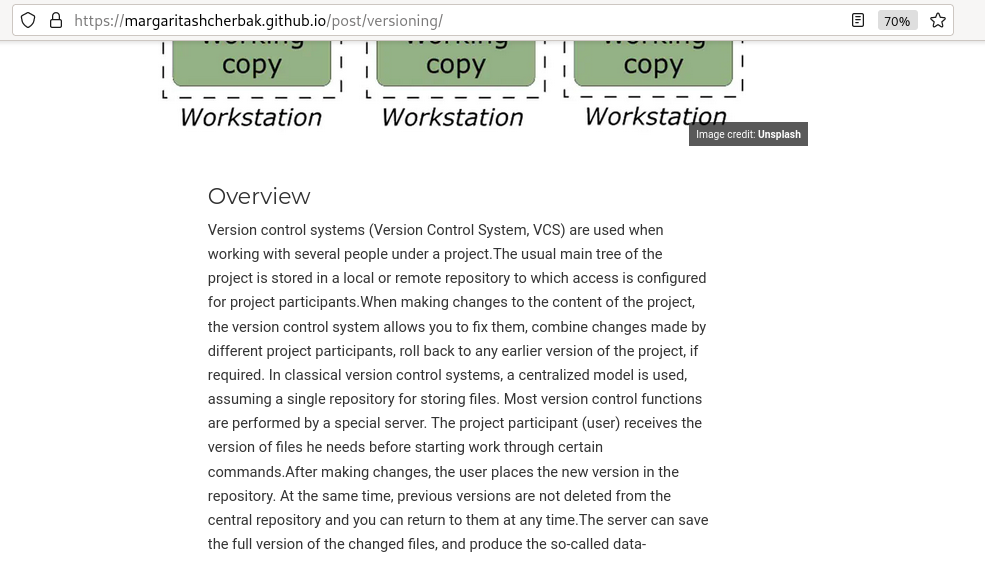 https://margaritashcherbak.github.io/post/versioning/
70%
Working Working Working
copy copy copy
Workstation Workstation Workstation
Image credit: Unsplash
Overview
Version control systems (Version Control System, VCS) are used when
working with several people under a project.The usual main tree of the
project is stored in a local or remote repository to which access is configured
for project participants.When making changes to the content of the project,
the version control system allows you to fix them, combine changes made by
different project participants, roll back to any earlier version of the project, if
required. In classical version control systems, a centralized model is used,
assuming a single repository for storing files. Most version control functions
are performed by a special server. The project participant (user) receives the
version of files he needs before starting work through certain
commands.After making changes, the user places the new version in the
repository. At the same time, previous versions are not deleted from the
central repository and you can return to them at any time.The server can save
the full version of the changed files, and produce the so-called data-